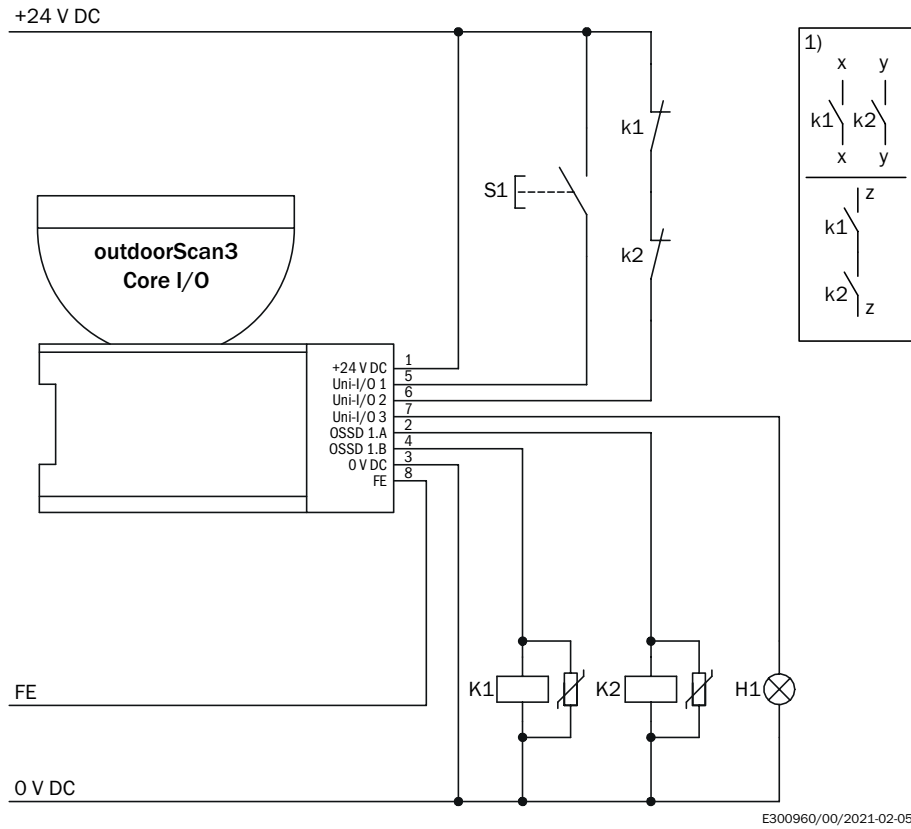 +24 V DC
1)
x y
k1 k2
x y
z
k1
k2
z
k1
S1
k2
outdoorScan3
Core I/O
+24 V DC 1
Uni-I/O 1 5
Uni-I/O 2 6
Uni-I/O 3 7
OSSD 1.A 2
OSSD 1.B 4
0 V DC 3
FE 8
K1 K2 H1
FE
0 V DC
E300960/00/2021-02-05